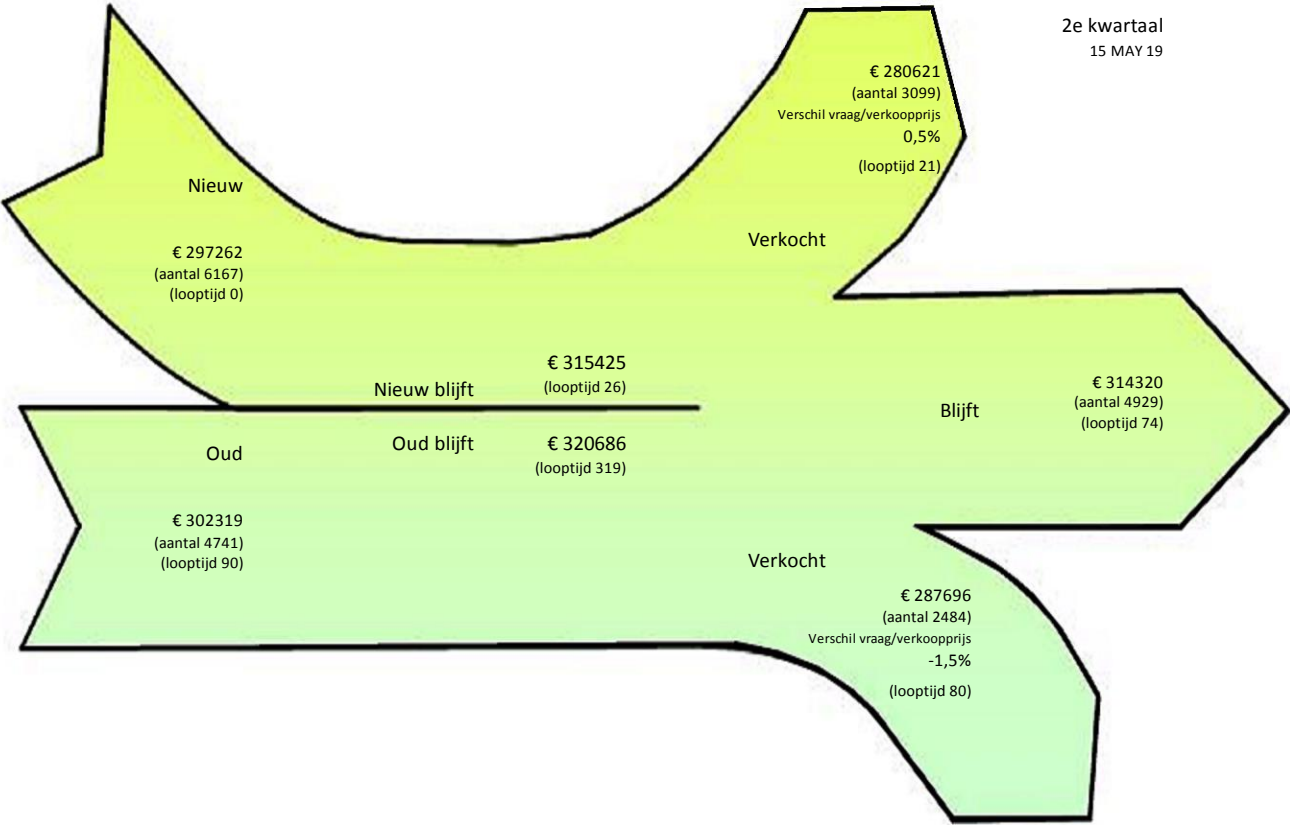 2e kwartaal
15 MAY 19
€ 280621
(aantal 3099)
Verschil vraag/verkoopprijs
0,5%
(looptijd 21)
Nieuw
€ 297262
(aantal 6167)
(looptijd 0)
Verkocht
€ 315425
Nieuw blijft
(looptijd 26)
Oud blijft
€ 320686
(looptijd 319)
Blijft
€ 314320
(aantal 4929)
(looptijd 74)
Oud
€ 302319
(aantal 4741)
(looptijd 90)
Verkocht
€ 287696
(aantal 2484)
Verschil vraag/verkoopprijs
-1,5%
(looptijd 80)